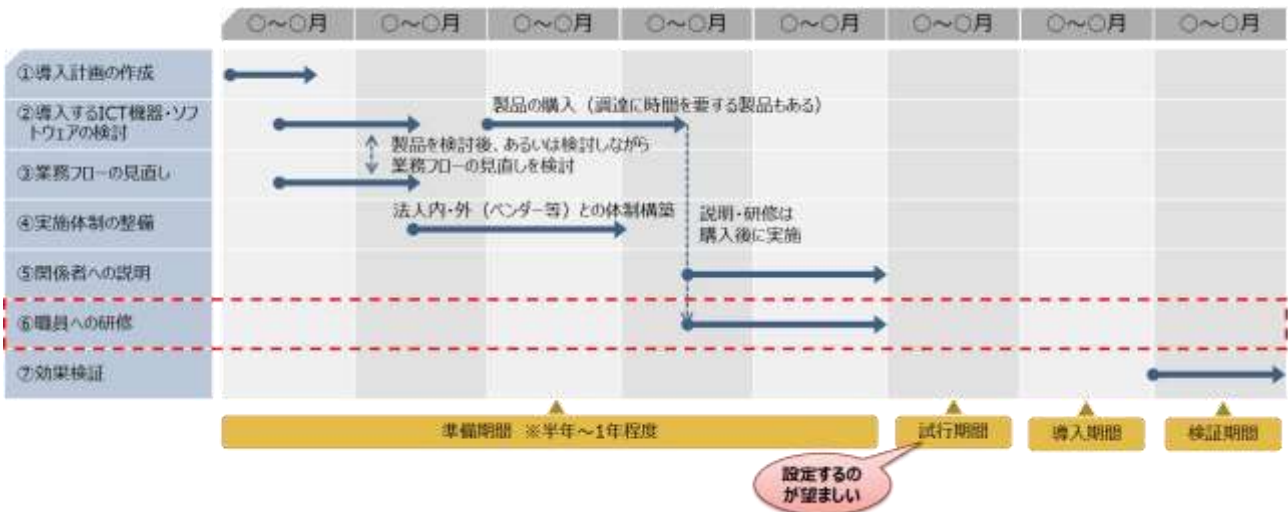 ○～○月 ○～○月 ○～○月 ○～○月 ○～○月 ○～○月 ○～○月 ○～○月
①導入計画の作成
②導入するICT機器・ソフ
トウェアの検討
製品の購入（調達に時間を要する製品もある）
製品を検討後、あるいは検討しながら
業務フローの見直しを検討
③業務フローの見直し
法人内・外（ベンダー等）との体制構築
④実施体制の整備
説明・研修は
購入後に実施
⑤関係者への説明
⑥職員への研修
⑦効果検証
準備期間 ※半年～1年程度
試行期間
導入期間
検証期間
設定するの
が望ましい